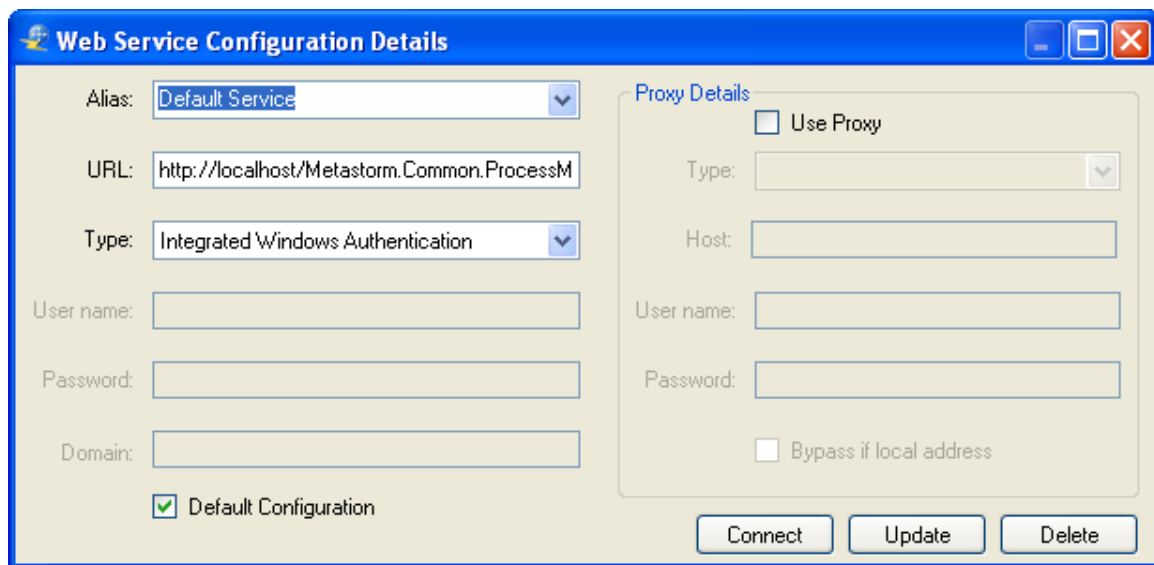 Web Service Configuration Details
Alias: Default Service
URL: http://localhost/Metastorm.Common.ProcessM
Type: Integrated Windows Authentication
User name:
Password:
Domain:
Default Configuration
Proxy Details
Use Proxy
Type:
Host:
User name:
Password:
Bypass if local address
Connect Update Delete